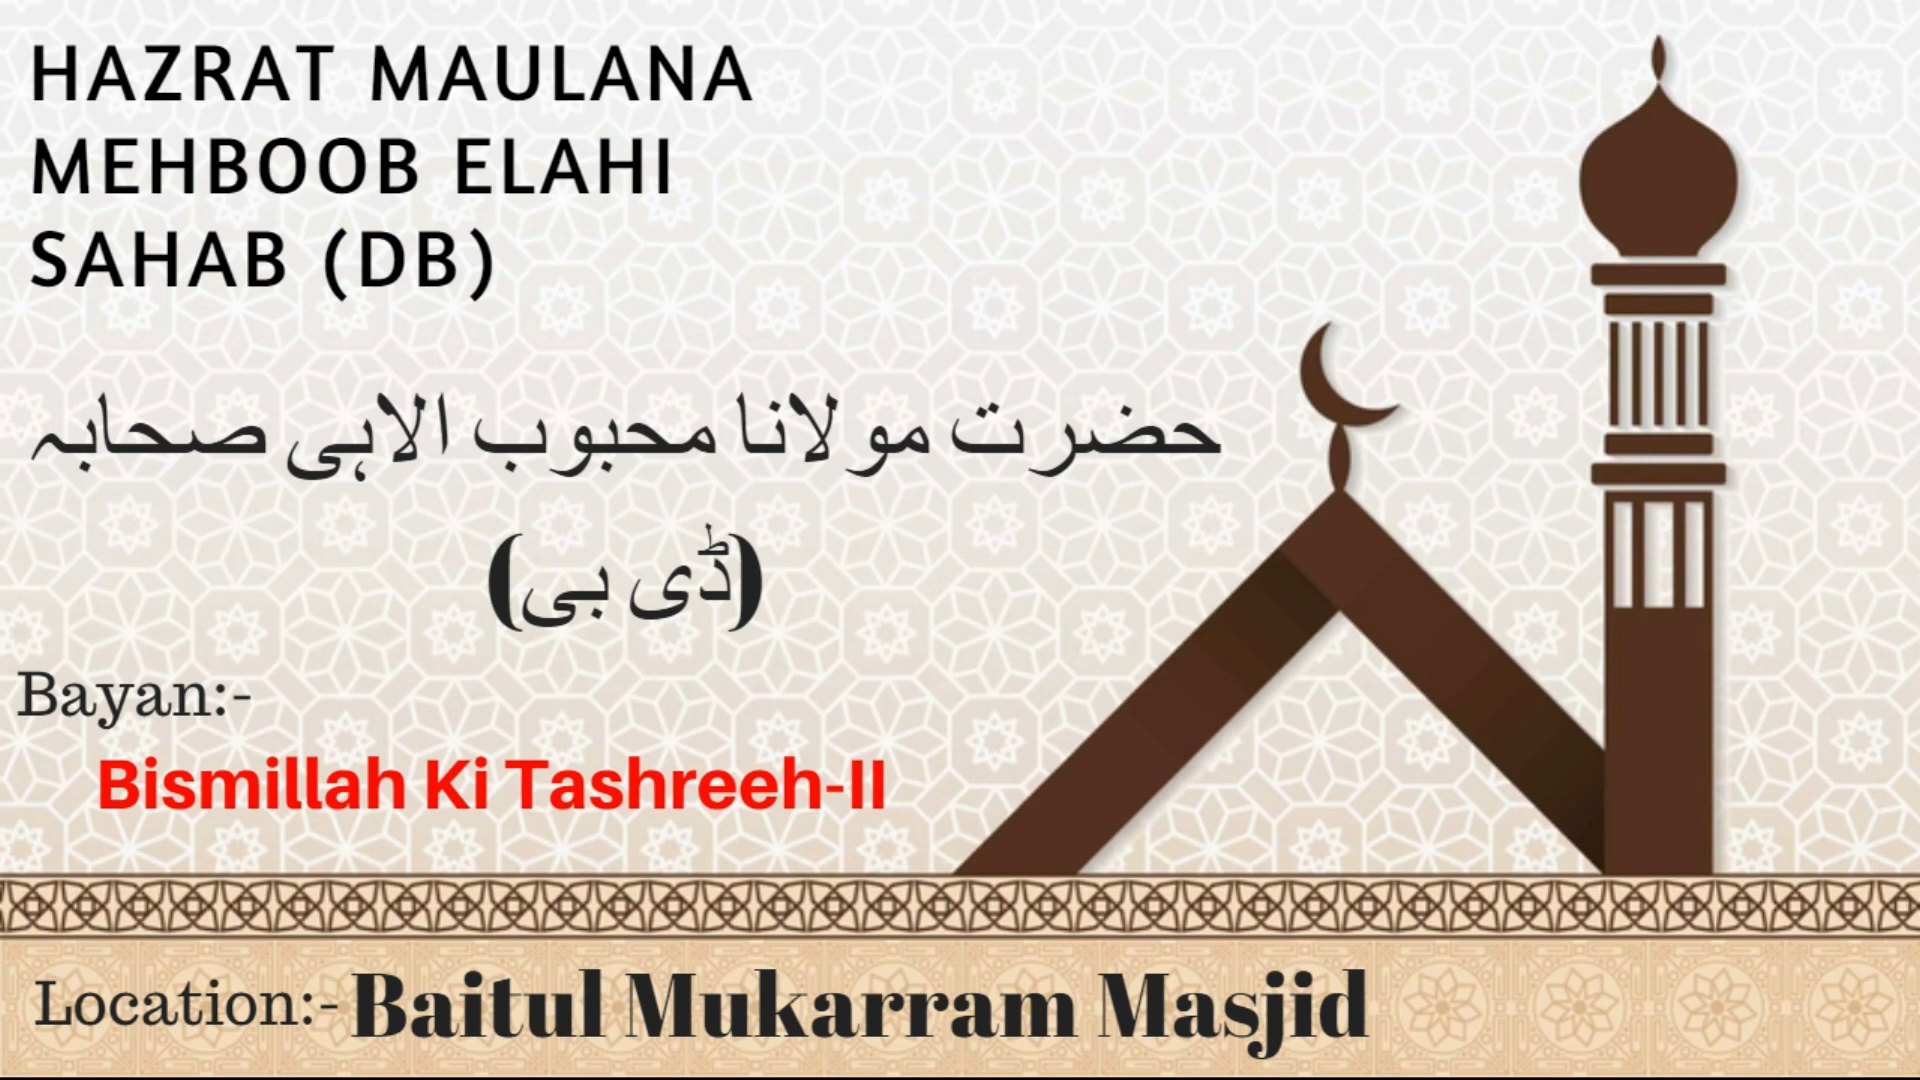 HAZRAT MAULANA
MEHBOOB ELAHI
SAHAB (DB)
حضرت مولانا محبوب الاہی صحابہ
(ڈی بی)
Bayan:-
Bismillah Ki Tashreeh-II
Location:- Baitul Mukarram Masjid